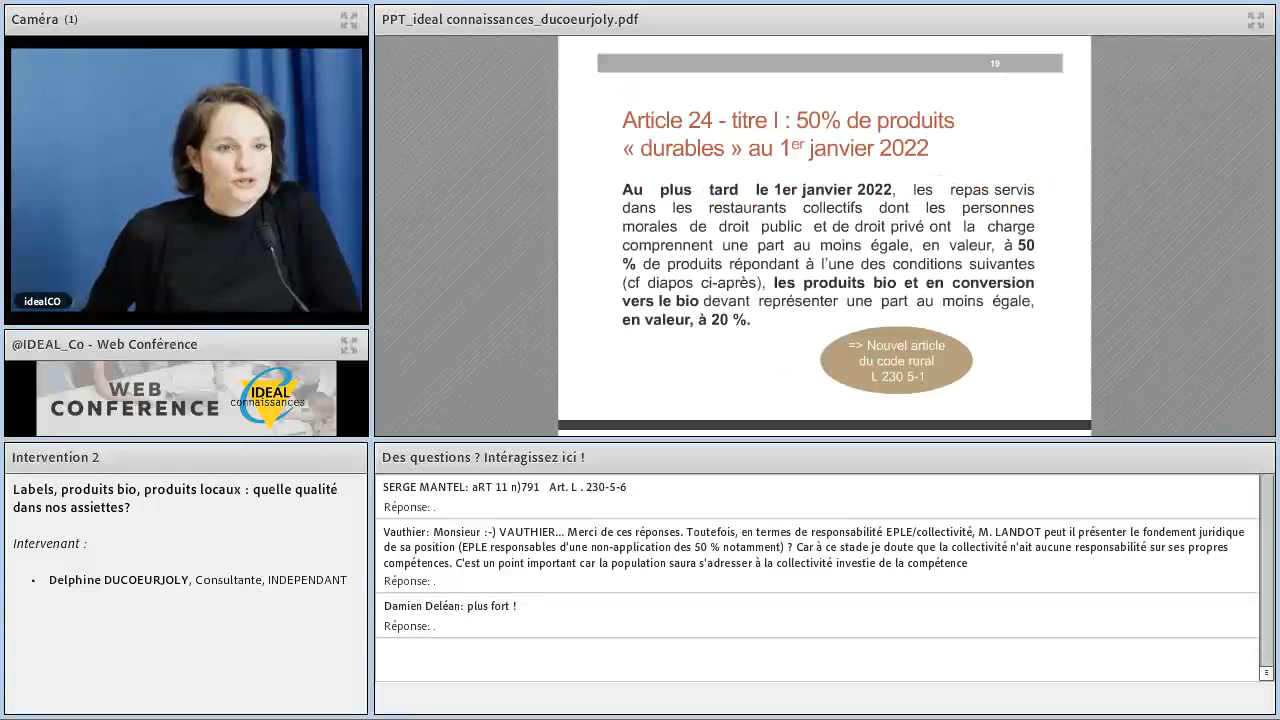 Caméra (1)
idealCO
@IDEAL_Co - Web Conférence
WEB
CONFERENCE
IDEAL
connaissances
Intervention 2
Labels, produits bio, produits locaux : quelle qualité
dans nos assiettes?
Intervenant :
• Delphine DUCOEURJOLY, Consultante, INDEPENDANT
PPT_ideal connaissances_ducoeurjoly.pdf
19
Article 24 - titre I : 50% de produits
« durables » au 1er janvier 2022
Au plus tard le 1er janvier 2022, les repas servis
dans les restaurants collectifs dont les personnes
morales de droit public et de droit privé ont la charge
comprennent une part au moins égale, en valeur, à 50
% de produits répondant à l'une des conditions suivantes
(cf diapos ci-après), les produits bio et en conversion
vers le bio devant représenter une part au moins égale,
en valeur, à 20 %.
=> Nouvel article
du code rural
L 230 5-1
Des questions ? Intéragissez ici !
SERGE MANTEL: aRT 11 n)791 Art. L . 230-5-6
Réponse: .
Vauthier: Monsieur :-) VAUTHIER... Merci de ces réponses. Toutefois, en termes de responsabilité EPLE/collectivité, M. LANDOT peut il présenter le fondement juridique
de sa position (EPLE responsables d'une non-application des 50 % notamment) ? Car à ce stade je doute que la collectivité n'ait aucune responsabilité sur ses propres
compétences. C'est un point important car la population saura s'adresser à la collectivité investie de la compétence
Réponse: .
Damien Deléan: plus fort !
Réponse: .